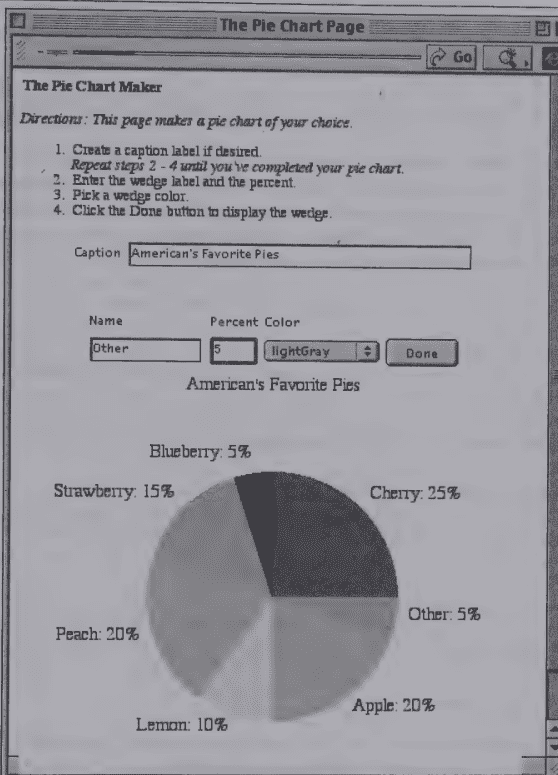 The Pie Chart Page
Go
The Pie Chart Maker
Directions: This page makes a pie chart of your choice.
1. Create a caption label if desired.
Repeat steps 2 - 4 until you've completed your pie chart.
2. Enter the wedge label and the percent.
3. Pick a wedge color.
4. Click the Done button to display the wedge.
Caption American's Favorite Pies
Name Percent Color
Other 5 lightGray Done
American's Favorite Pies
Blueberry: 5%
Strawberry: 15% Cherry: 25%
Other: 5%
Peach: 20%
Apple: 20%
Lemon: 10%